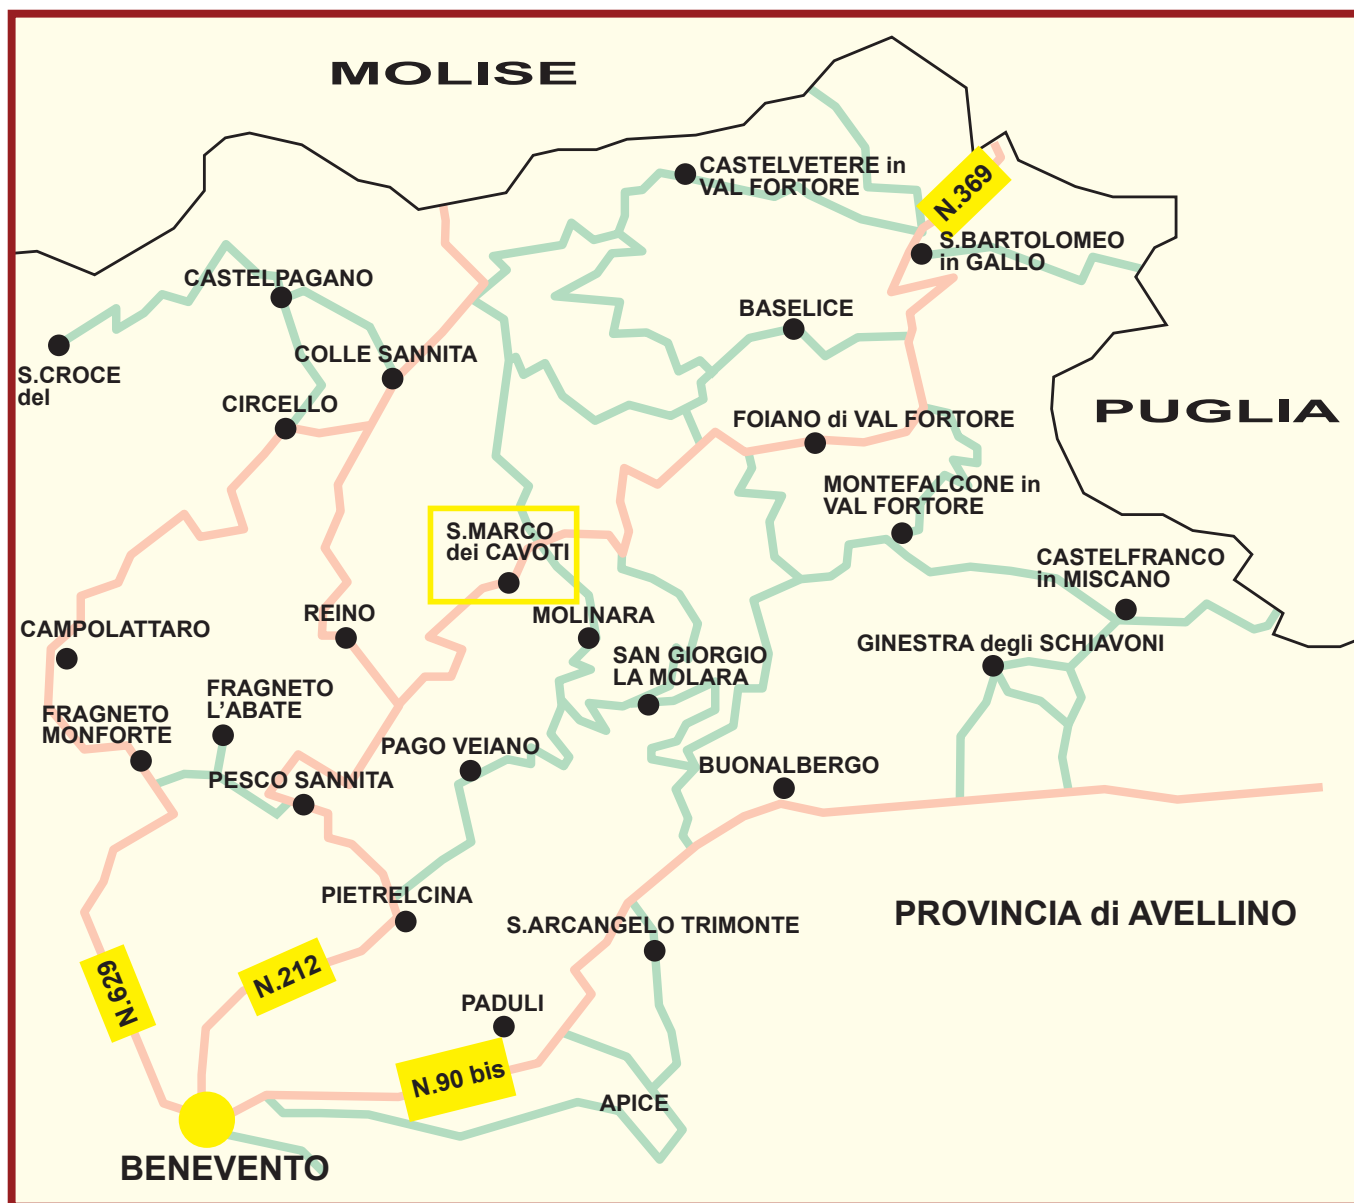 MOLISE
CASTELVETERE in
VAL FORTORE
N.369
S.BARTOLOMEO
in GALLO
CASTELPAGANO
BASELICE
COLLE SANNITA
S.CROCE
del
CIRCELLO
PUGLIA
FOIANO di VAL FORTORE
MONTEFALCONE in
VAL FORTORE
S.MARCO
dei CAVOTI
CASTELFRANCO
in MISCANO
REINO
MOLINARA
CAMPOLATTARO
GINESTRA degli SCHIAVONI
SAN GIORGIO
LA MOLARA
FRAGNETO
L'ABATE
FRAGNETO
MONFORTE
PAGO VEIANO
BUONALBERGO
PESCO SANNITA
PIETRELCINA
PROVINCIA di AVELLINO
S.ARCANGELO TRIMONTE
N.629
N.212
PADULI
N.90 bis
APICE
BENEVENTO